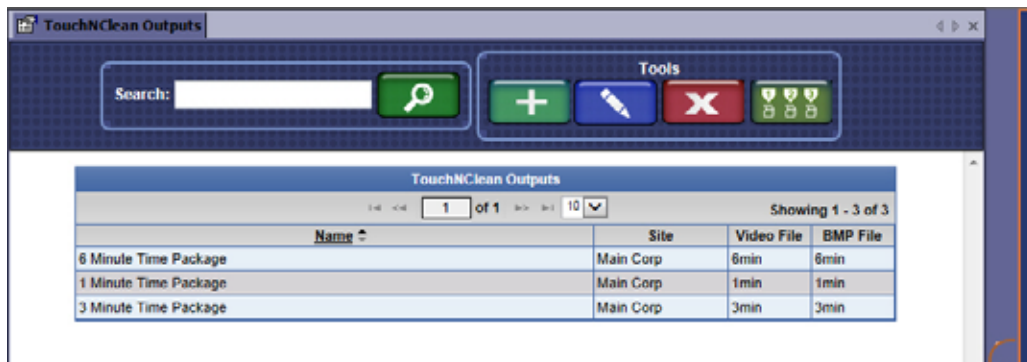 TouchNClean Outputs
Search:
Tools
TouchNClean Outputs
1 of 1 10 Showing 1 - 3 of 3
Name Site Video File BMP File
6 Minute Time Package Main Corp 6min 6min
1 Minute Time Package Main Corp 1min 1min
3 Minute Time Package Main Corp 3min 3min